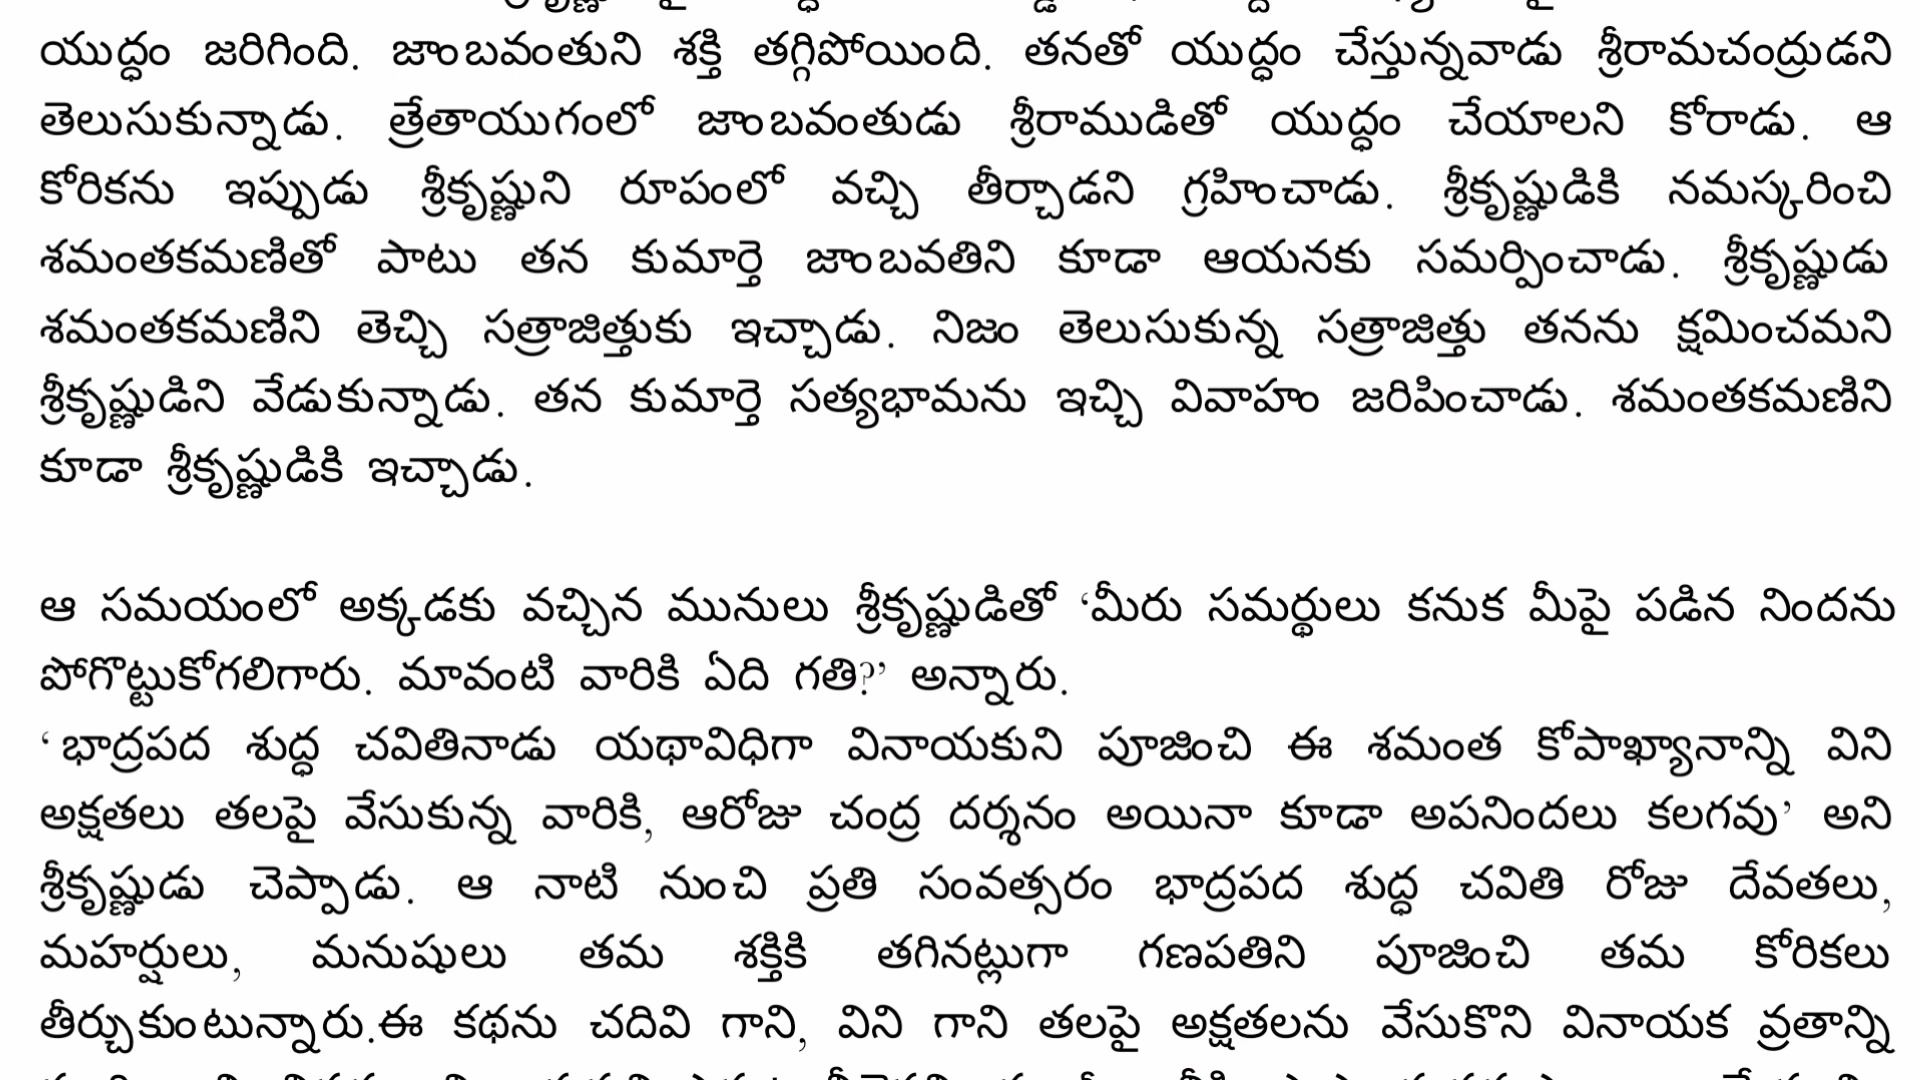 యుద్ధం జరిగింది. జాంబవంతుని శక్తి తగ్గిపోయింది. తనతో యుద్ధం చేస్తున్నవాడు శ్రీరామచంద్రుడని
తెలుసుకున్నాడు. త్రేతాయుగంలో జాంబవంతుడు శ్రీరాముడితో యుద్ధం చేయాలని కోరాడు. ఆ
కోరికను ఇప్పుడు శ్రీకృష్ణుని రూపంలో వచ్చి తీర్చాడని గ్రహించాడు. శ్రీకృష్ణుడికి నమస్కరించి
శమంతకమణితో పాటు తన కుమార్తె జాంబవతిని కూడా ఆయనకు సమర్పించాడు. శ్రీకృష్ణుడు
శమంతకమణిని తెచ్చి సత్రాజిత్తుకు ఇచ్చాడు. నిజం తెలుసుకున్న సత్రాజిత్తు తనను క్షమించమని
శ్రీకృష్ణుడిని వేడుకున్నాడు. తన కుమార్తె సత్యభామను ఇచ్చి వివాహం జరిపించాడు. శమంతకమణిని
కూడా శ్రీకృష్ణుడికి ఇచ్చాడు.
ఆ సమయంలో అక్కడకు వచ్చిన మునులు శ్రీకృష్ణుడితో ‘మీరు సమర్థులు కనుక మీపై పడిన నిందను
పోగొట్టుకోగలిగారు. మావంటి వారికి ఏది గతి?’ అన్నారు.
‘భాద్రపద శుద్ధ చవితినాడు యథావిధిగా వినాయకుని పూజించి ఈ శమంత కోపాఖ్యానాన్ని విని
అక్షతలు తలపై వేసుకున్న వారికి, ఆరోజు చంద్ర దర్శనం అయినా కూడా అపనిందలు కలగవు’ అని
శ్రీకృష్ణుడు చెప్పాడు. ఆ నాటి నుంచి ప్రతి సంవత్సరం భాద్రపద శుద్ధ చవితి రోజు దేవతలు,
మహర్షులు, మనుషులు తమ శక్తికి తగినట్లుగా గణపతిని పూజించి తమ కోరికలు
తీర్చుకుంటున్నారు.ఈ కథను చదివి గాని, విని గాని తలపై అక్షతలను వేసుకొని వినాయక వ్రతాన్ని